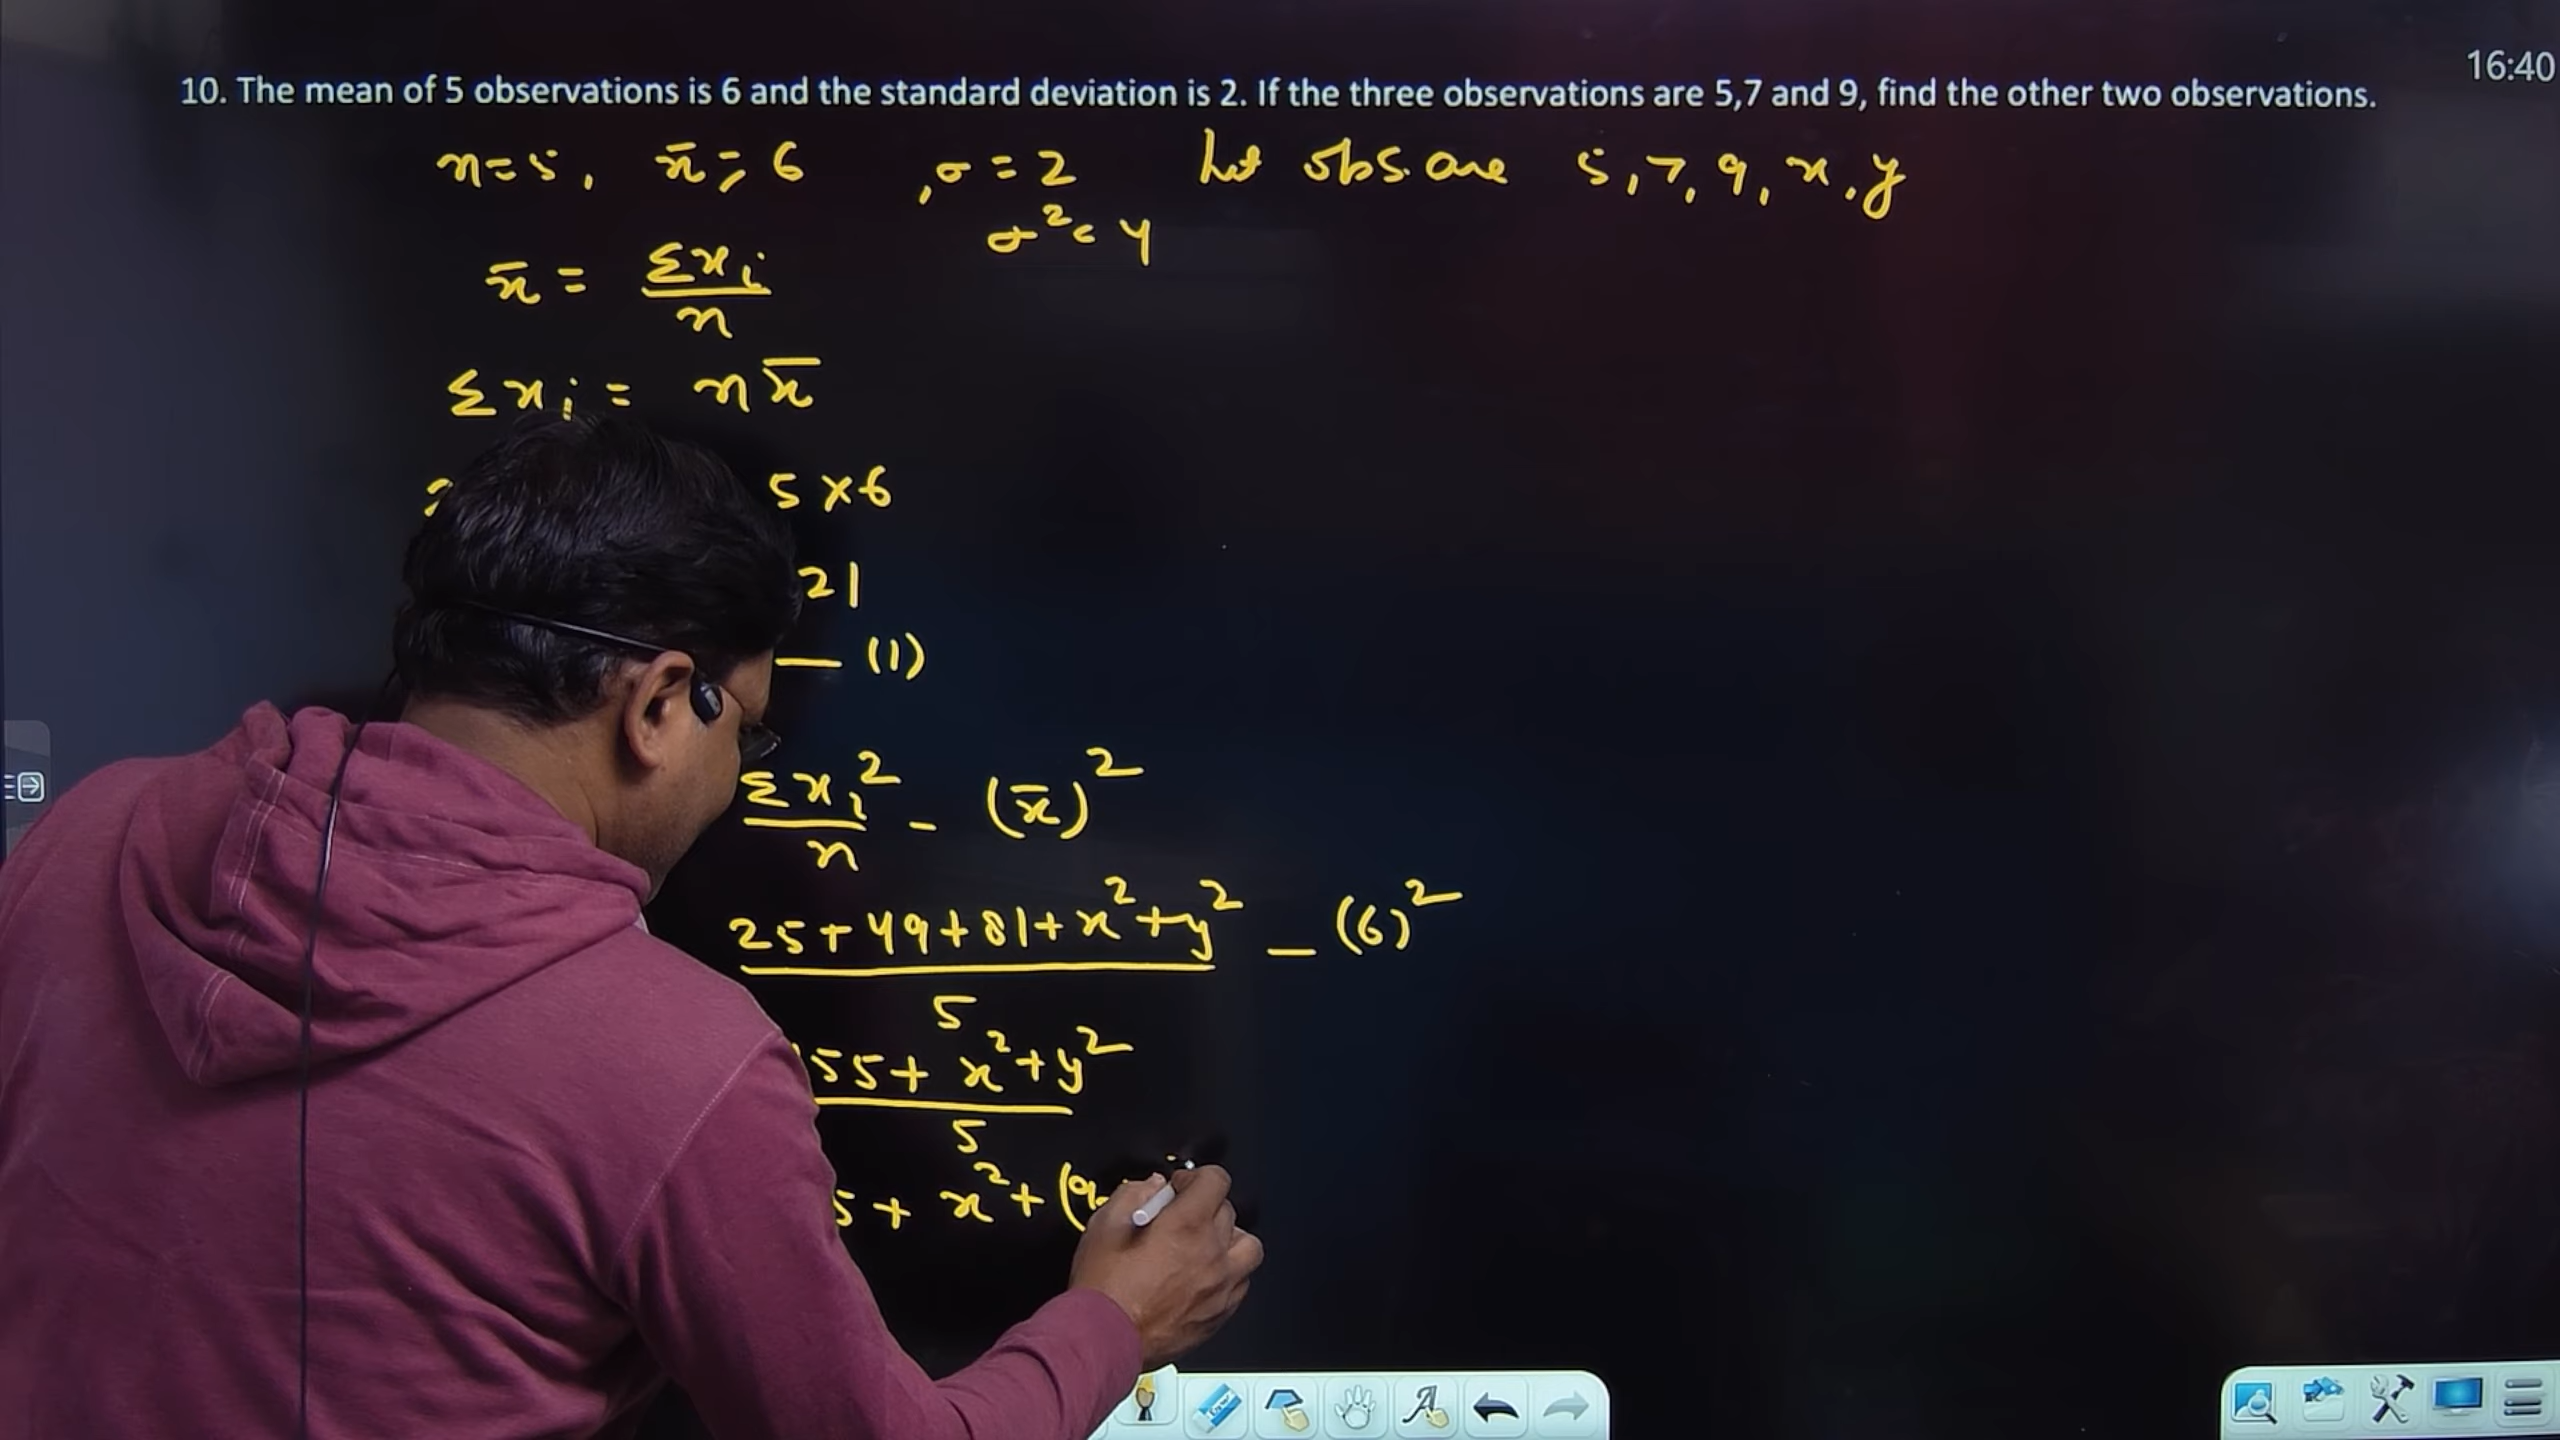 16:40
10. The mean of 5 observations is 6 and the standard deviation is 2. If the three observations are 5,7 and 9, find the other two observations.
n=5, x̄ = 6 , σ = 2 Let obs. are 5, 7, 9, x, y
σ² = 4
x̄ = Σxᵢ / n
Σxᵢ = n x̄
5 × 6
21
— (1)
Σxᵢ² / n - (x̄)²
25 + 49 + 81 + x² + y² / 5 - (6)²
155 + x² + y² / 5
5 + x² + (9-